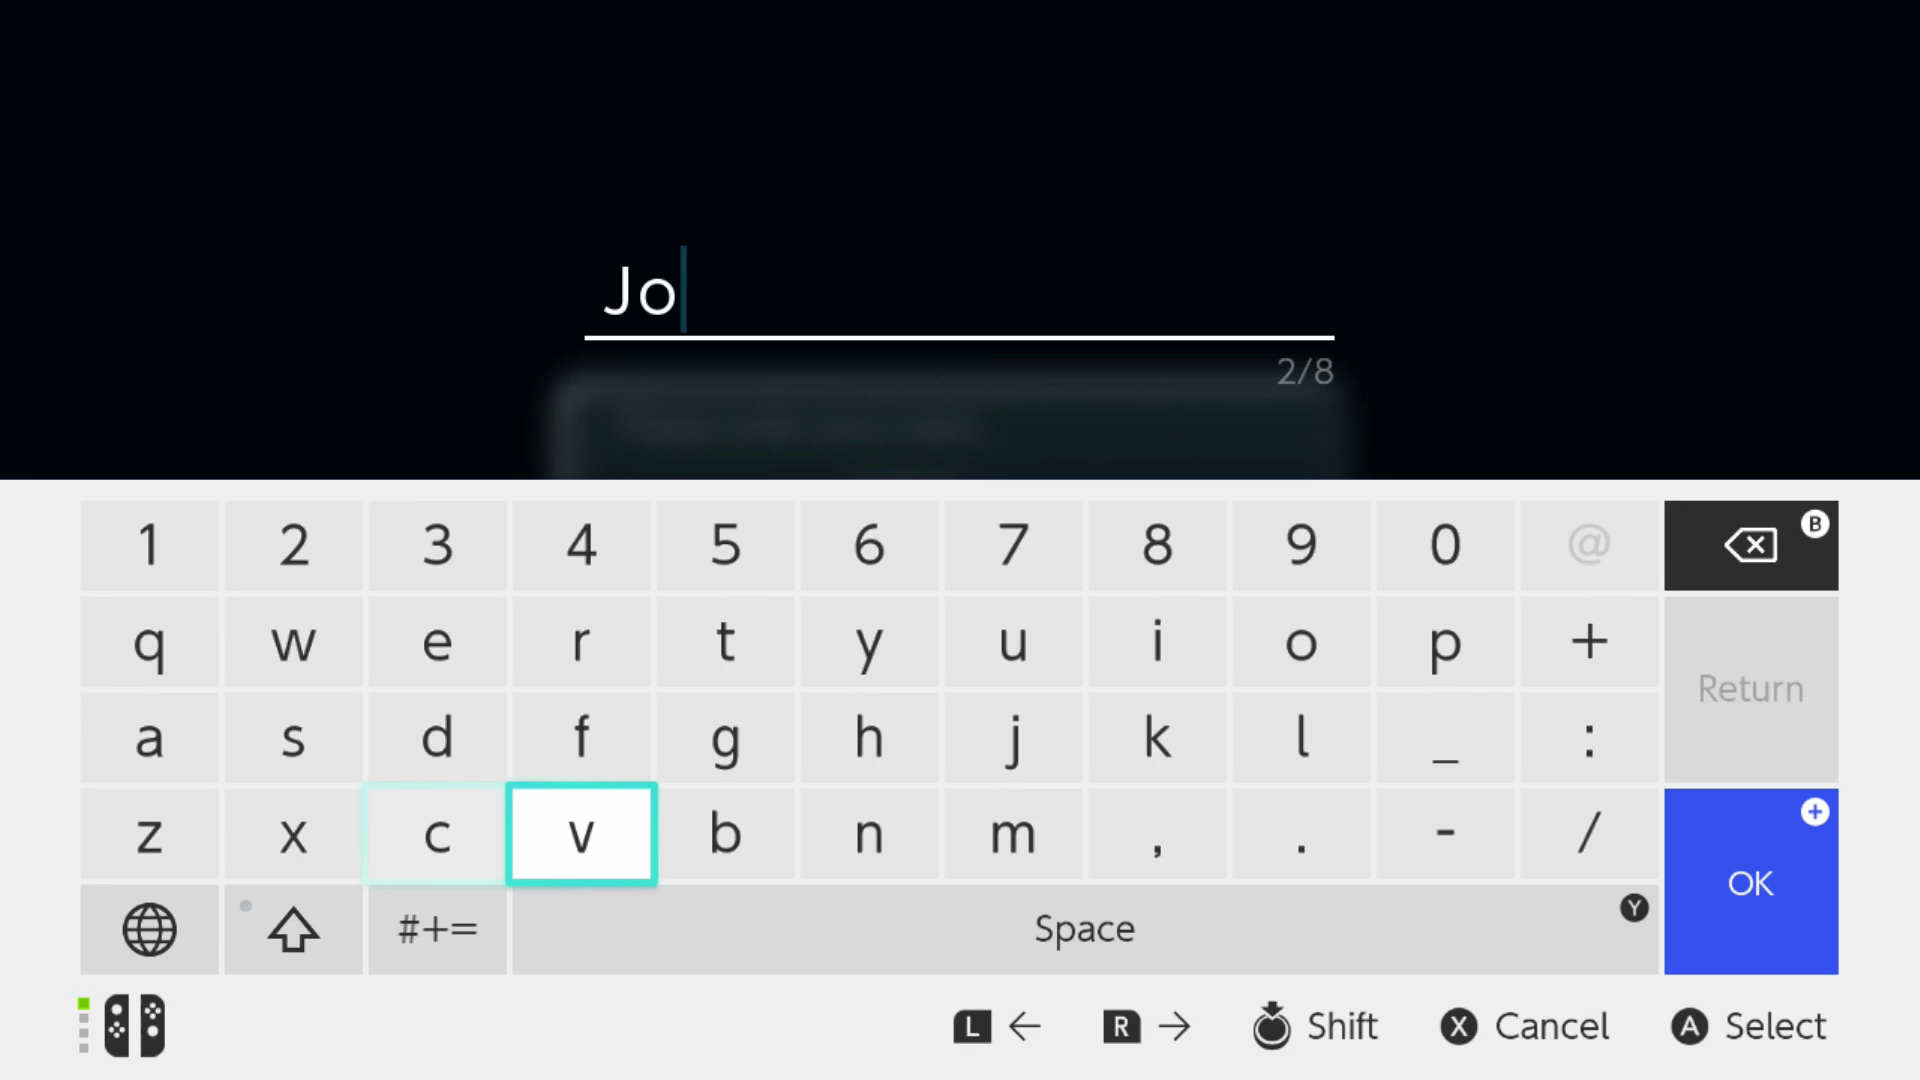 Jo
2/8
1 2 3 4 5 6 7 8 9 0 @ B
q w e r t y u i o p +
Return
a s d f g h j k l _ :
z x c v b n m , . - / +
OK
#+= Space Y
L ← R → Shift X Cancel A Select